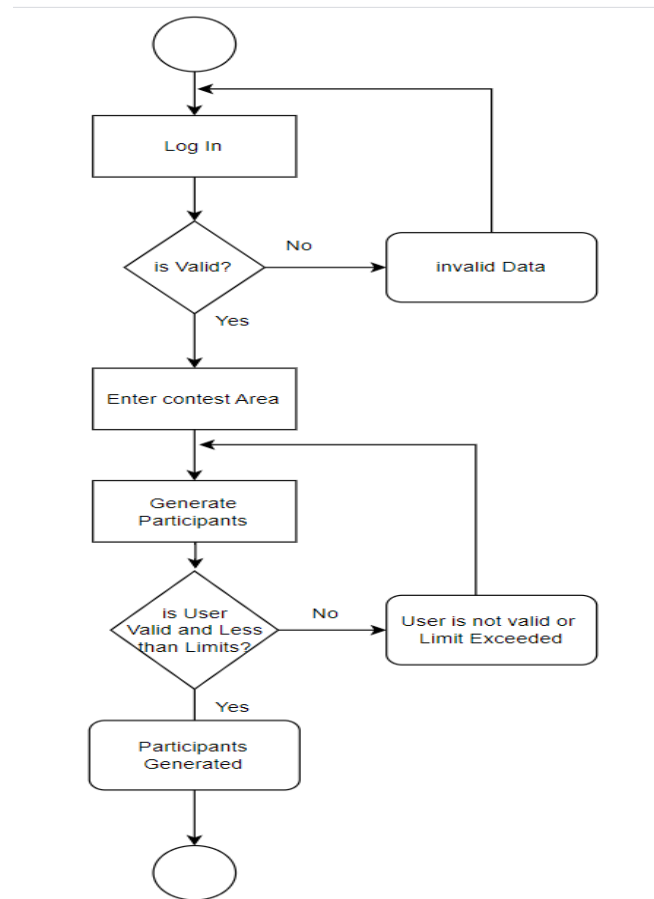 Log In
is Valid?
No
invalid Data
Yes
Enter contest Area
Generate
Participants
is User
Valid and Less
than Limits?
No
User is not valid or
Limit Exceeded
Yes
Participants
Generated